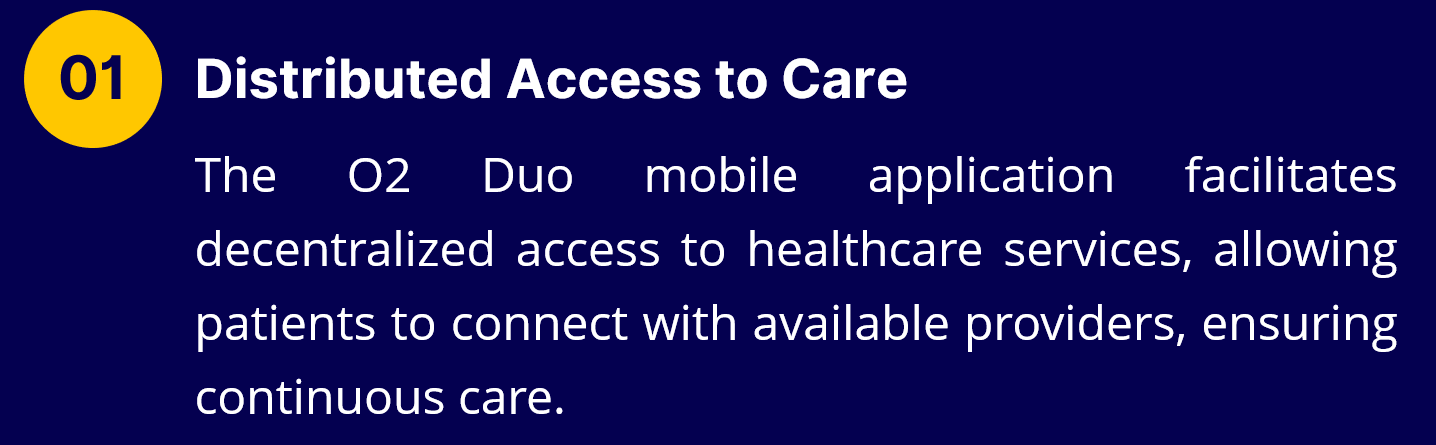 01
Distributed Access to Care
The O2 Duo mobile application facilitates
decentralized access to healthcare services, allowing
patients to connect with available providers, ensuring
continuous care.